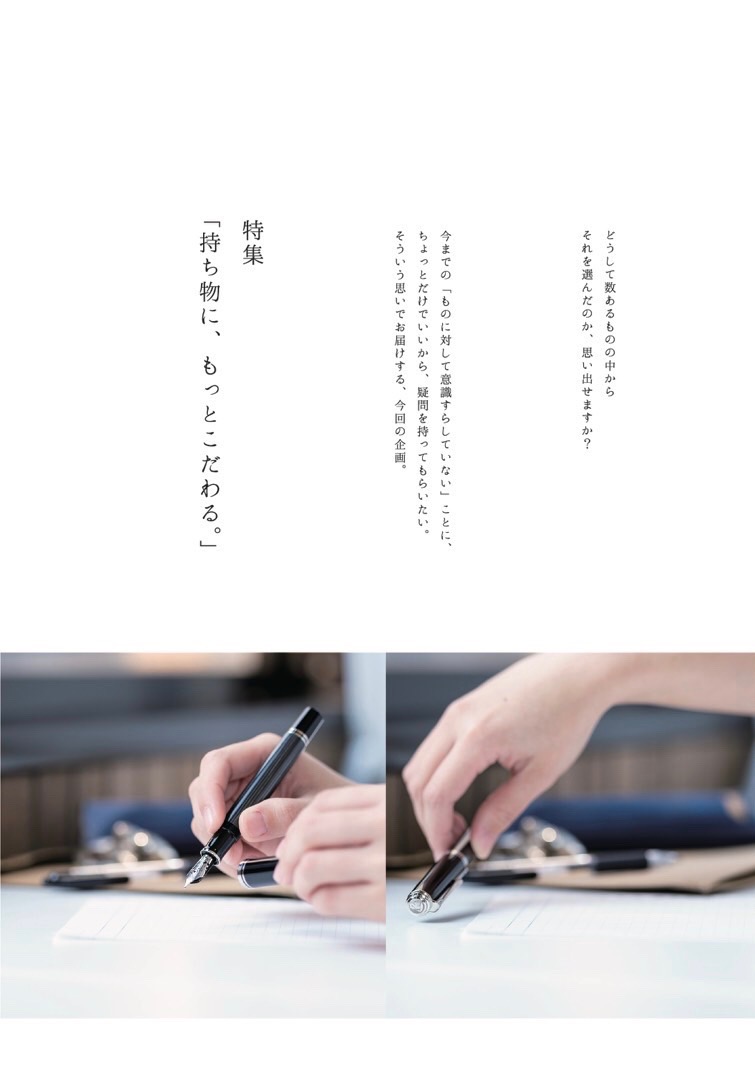 どうして数あるものの中から
それを選んだのか、思い出せますか？
今までの「ものに対して意識すらしていない」ことに、
ちょっとだけでいいから、疑問を持ってもらいたい。
そういう思いでお届けする、今回の企画。
特集
「持ち物に、もっとこだわる。」